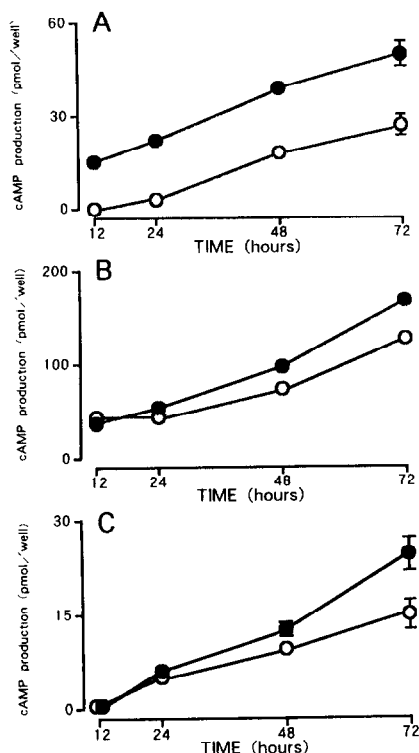 A
60
30
0
cAMP production (pmol/well)
12 24 48 72
TIME (hours)
B
200
100
0
cAMP production (pmol/well)
12 24 48 72
TIME (hours)
C
30
15
0
cAMP production (pmol/well)
12 24 48 72
TIME (hours)